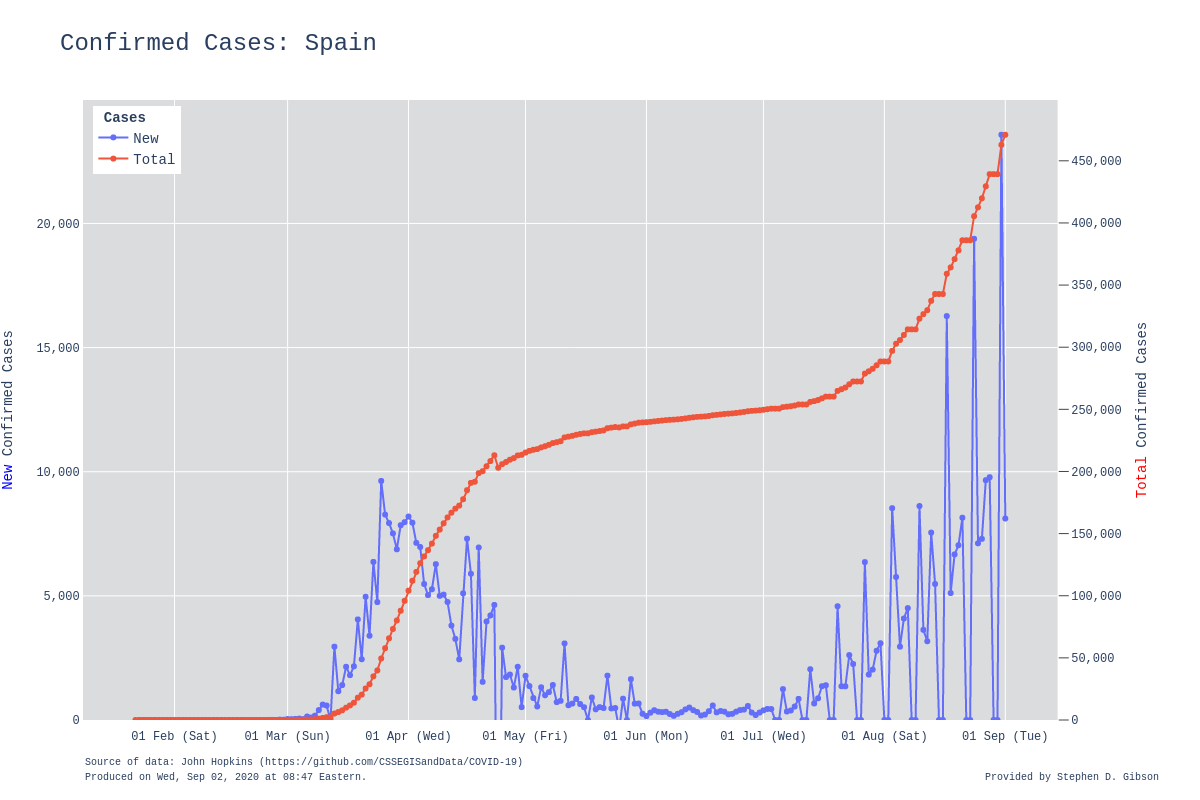 Confirmed Cases: Spain
Cases
New
Total
20,000
15,000
10,000
5,000
0
New Confirmed Cases
450,000
400,000
350,000
300,000
250,000
200,000
150,000
100,000
50,000
0
Total Confirmed Cases
01 Feb (Sat) 01 Mar (Sun) 01 Apr (Wed) 01 May (Fri) 01 Jun (Mon) 01 Jul (Wed) 01 Aug (Sat) 01 Sep (Tue)
Source of data: John Hopkins (https://github.com/CSSEGISandData/COVID-19)
Produced on Wed, Sep 02, 2020 at 08:47 Eastern.
Provided by Stephen D. Gibson